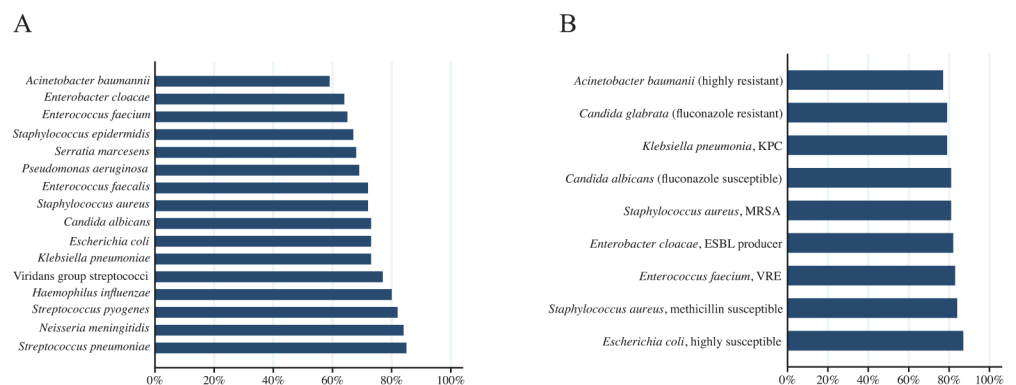 A
Acinetobacter baumannii
Enterobacter cloacae
Enterococcus faecium
Staphylococcus epidermidis
Serratia marcesens
Pseudomonas aeruginosa
Enterococcus faecalis
Staphylococcus aureus
Candida albicans
Escherichia coli
Klebsiella pneumoniae
Viridans group streptococci
Haemophilus influenzae
Streptococcus pyogenes
Neisseria meningitidis
Streptococcus pneumoniae
0% 20% 40% 60% 80% 100%
B
Acinetobacter baumanii (highly resistant)
Candida glabrata (fluconazole resistant)
Klebsiella pneumonia, KPC
Candida albicans (fluconazole susceptible)
Staphylococcus aureus, MRSA
Enterobacter cloacae, ESBL producer
Enterococcus faecium, VRE
Staphylococcus aureus, methicillin susceptible
Escherichia coli, highly susceptible
0% 20% 40% 60% 80% 100%